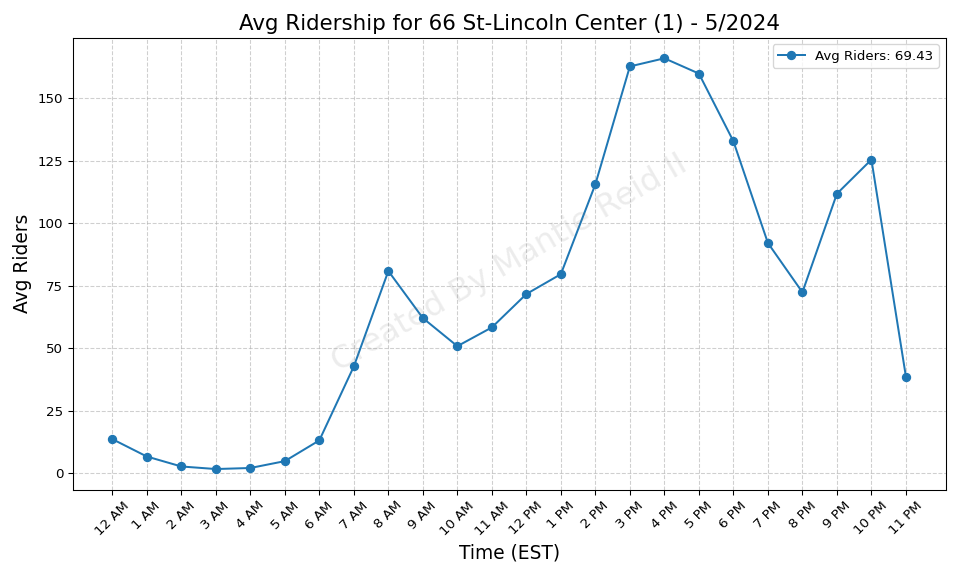 Avg Ridership for 66 St-Lincoln Center (1) - 5/2024
Avg Riders: 69.43
150
125
100
75
50
25
0
Avg Riders
Created By Mantic Reid II
12 AM
1 AM
2 AM
3 AM
4 AM
5 AM
6 AM
7 AM
8 AM
9 AM
10 AM
11 AM
12 PM
1 PM
2 PM
3 PM
4 PM
5 PM
6 PM
7 PM
8 PM
9 PM
10 PM
11 PM
Time (EST)